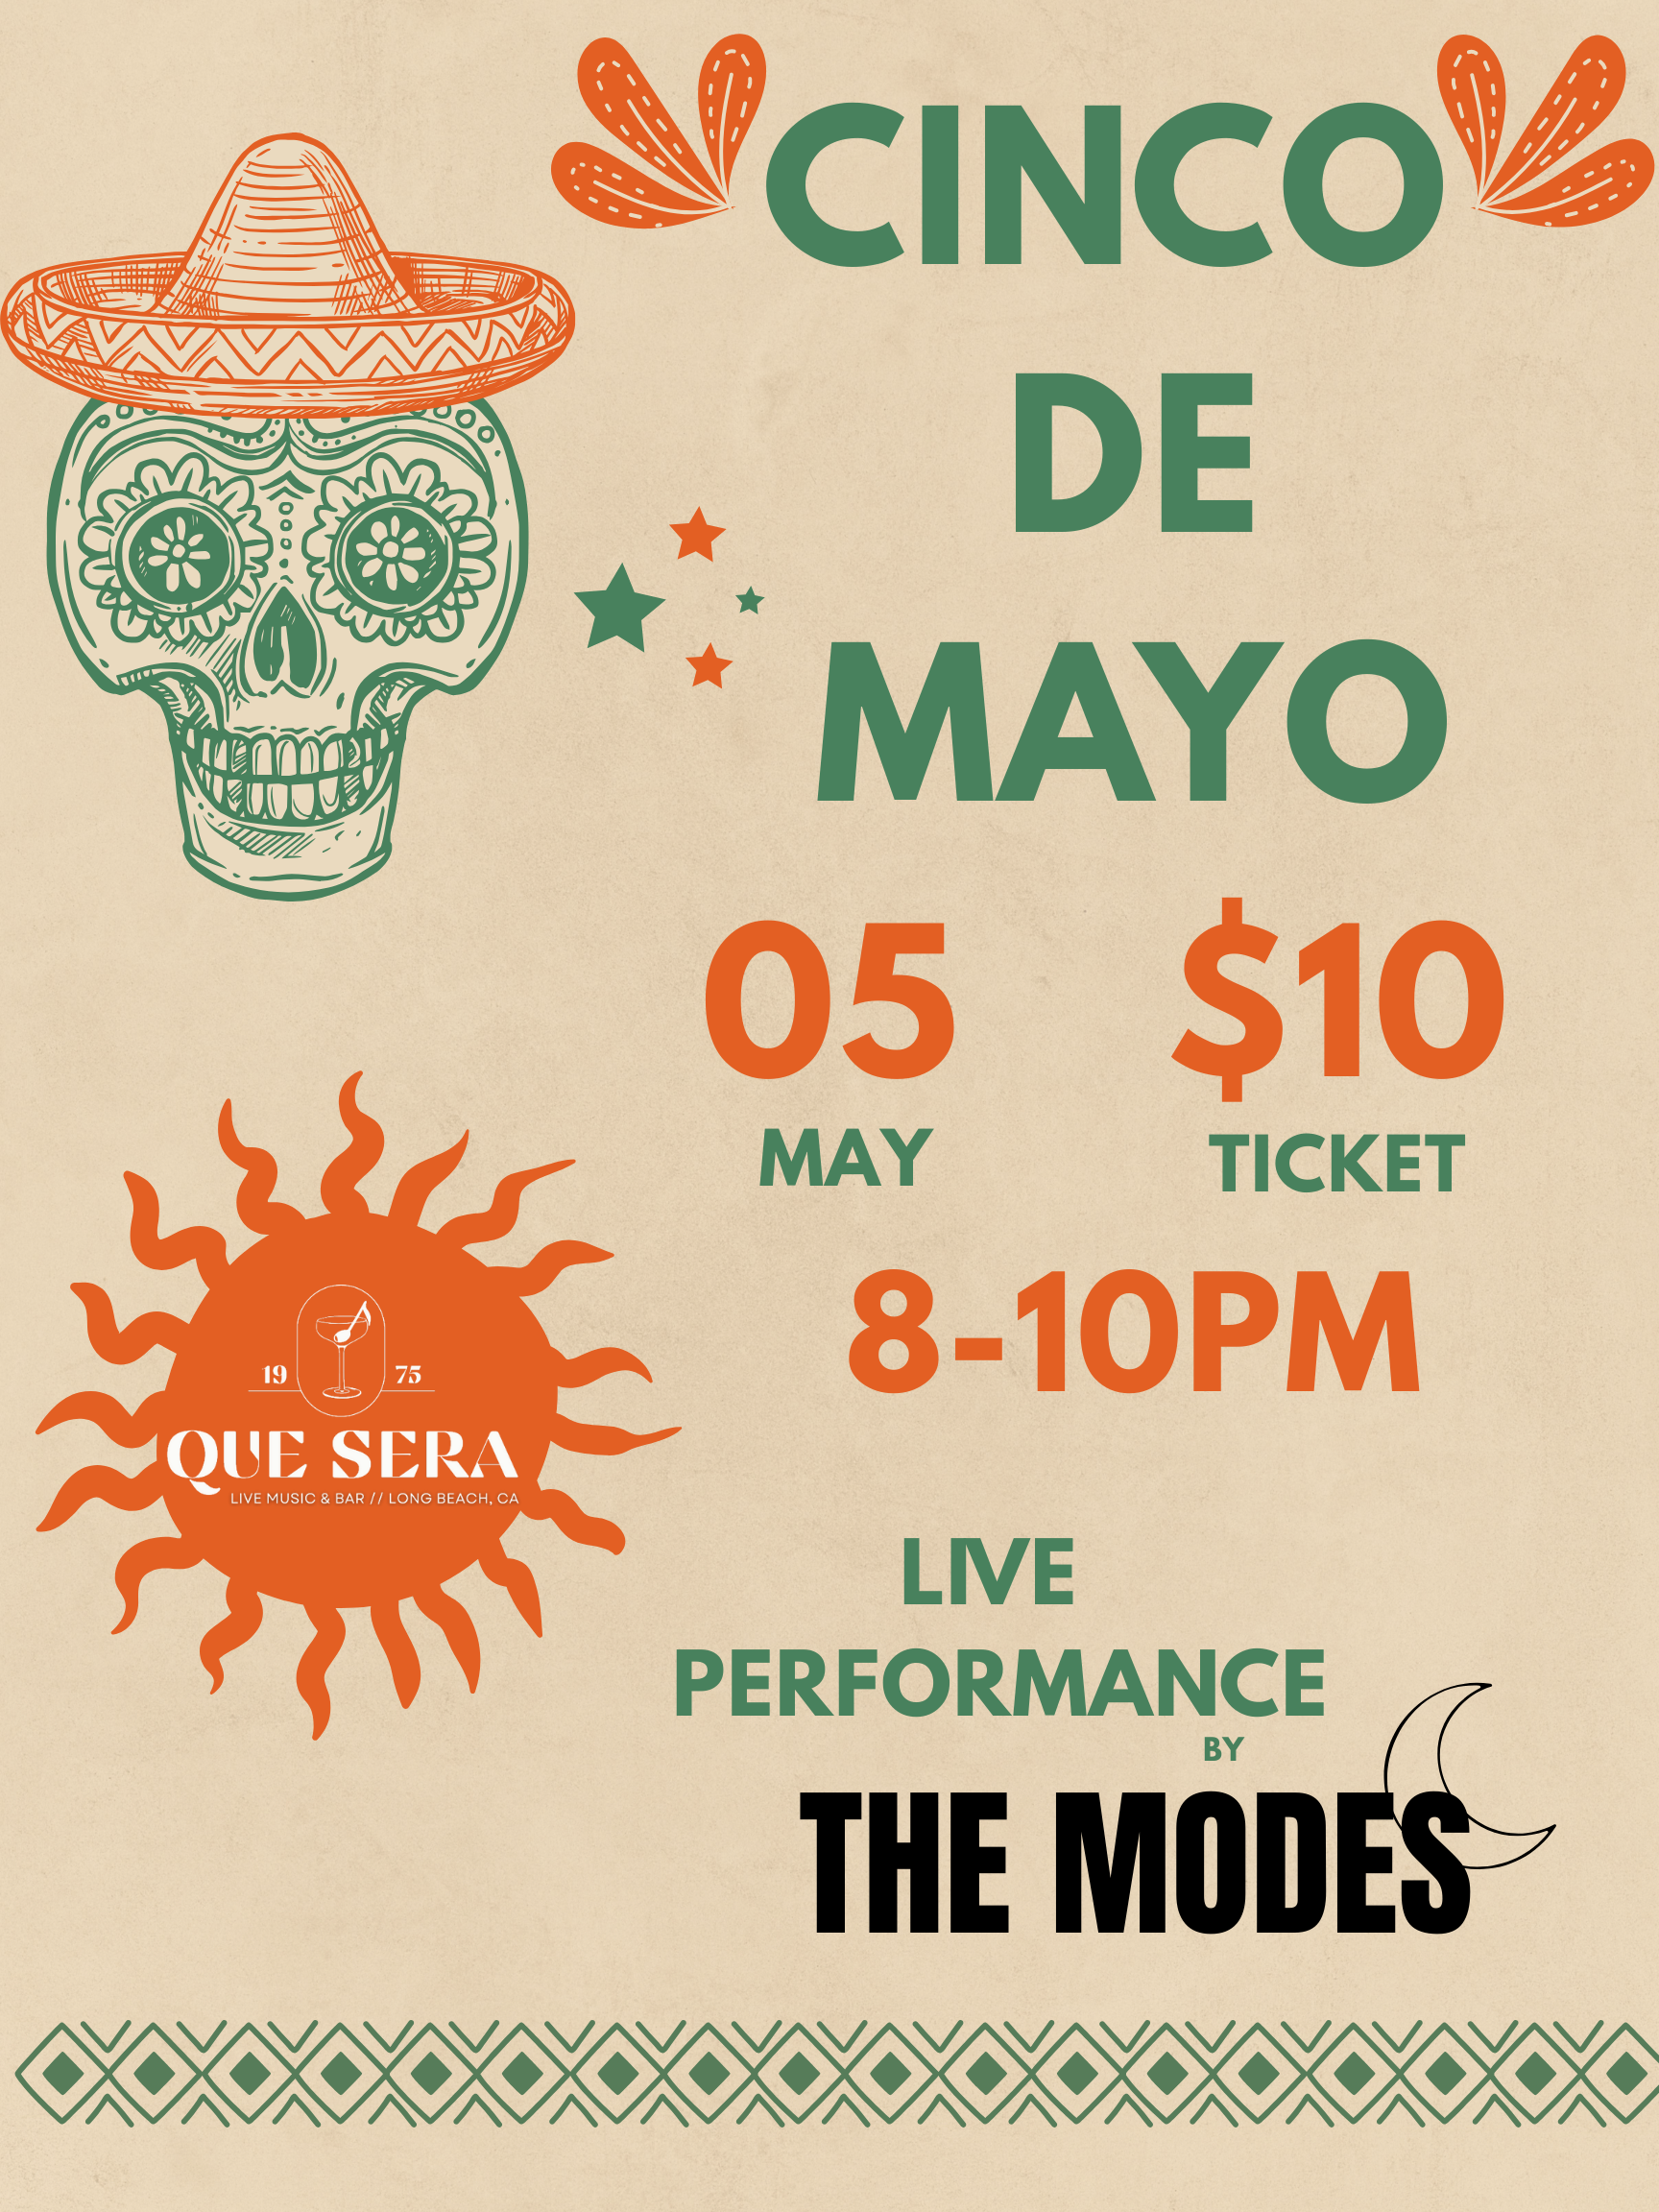 CINCO
DE
MAYO
05
MAY
$10
TICKET
8-10PM
19 75
QUE SERA
LIVE MUSIC & BAR // LONG BEACH, CA
LIVE
PERFORMANCE
BY
THE MODES